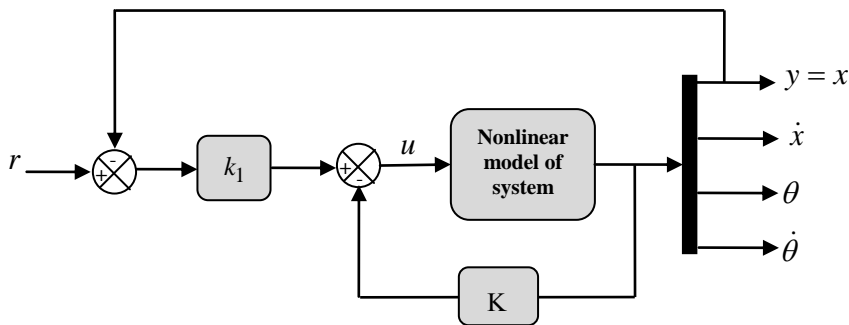 y = x
-
r
+
k₁
+
-
u
Nonlinear
model of
system
ẋ
θ
θ̇
K